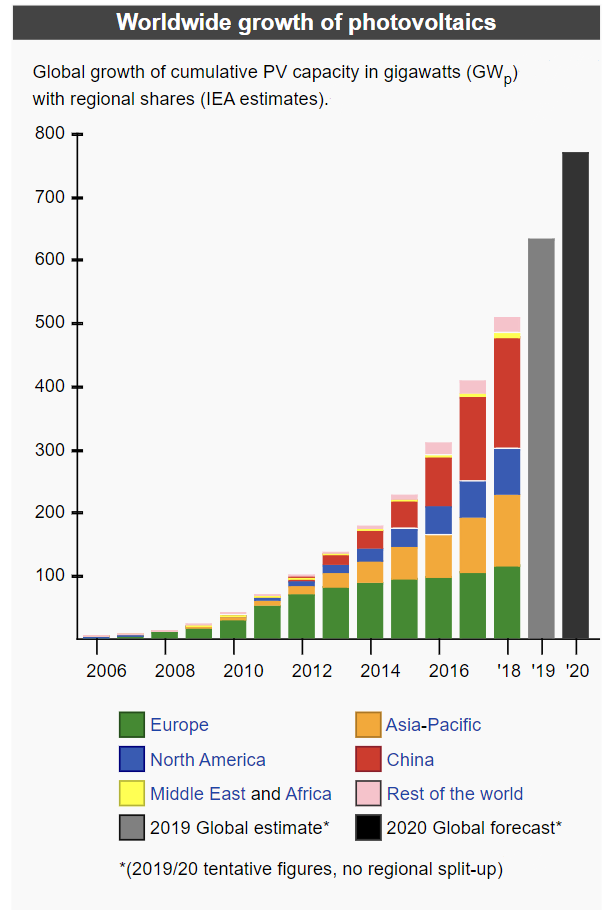 Worldwide growth of photovoltaics
Global growth of cumulative PV capacity in gigawatts (GWp)
with regional shares (IEA estimates).
800
700
600
500
400
300
200
100
2006 2008 2010 2012 2014 2016 '18 '19 '20
Europe Asia-Pacific
North America China
Middle East and Africa Rest of the world
2019 Global estimate* 2020 Global forecast*
*(2019/20 tentative figures, no regional split-up)